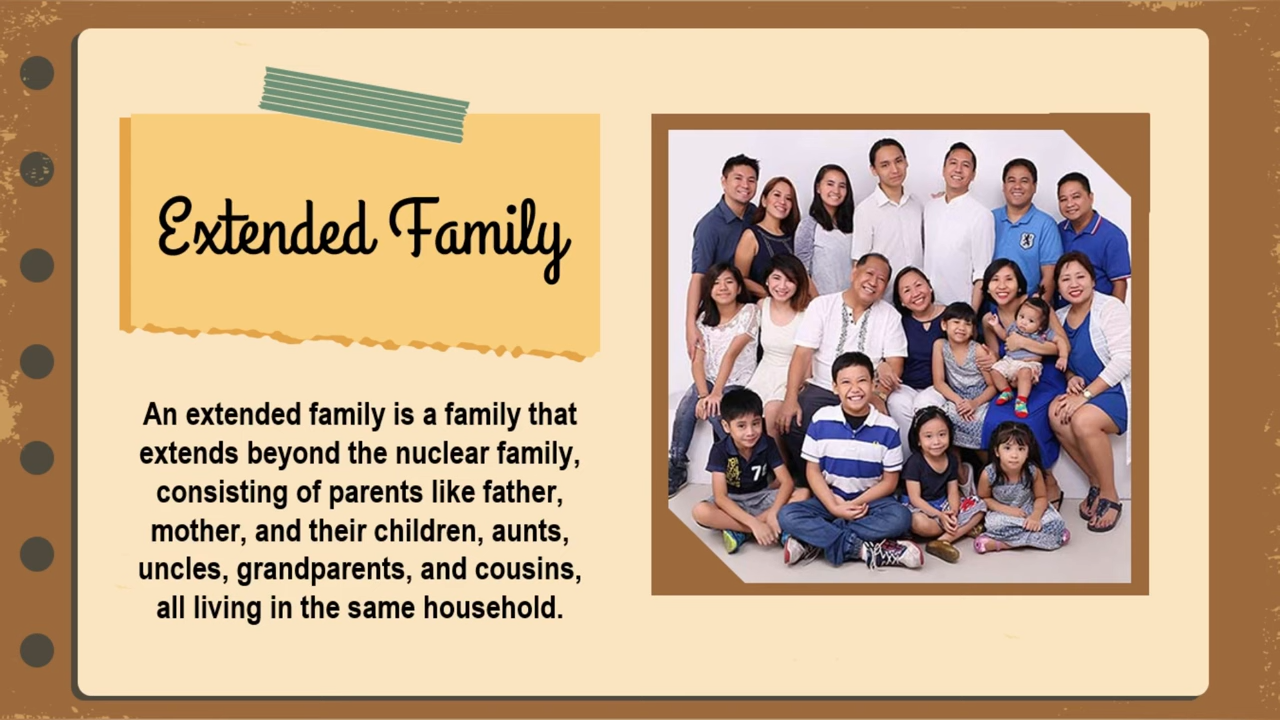 Extended Family
An extended family is a family that
extends beyond the nuclear family,
consisting of parents like father,
mother, and their children, aunts,
uncles, grandparents, and cousins,
all living in the same household.
7